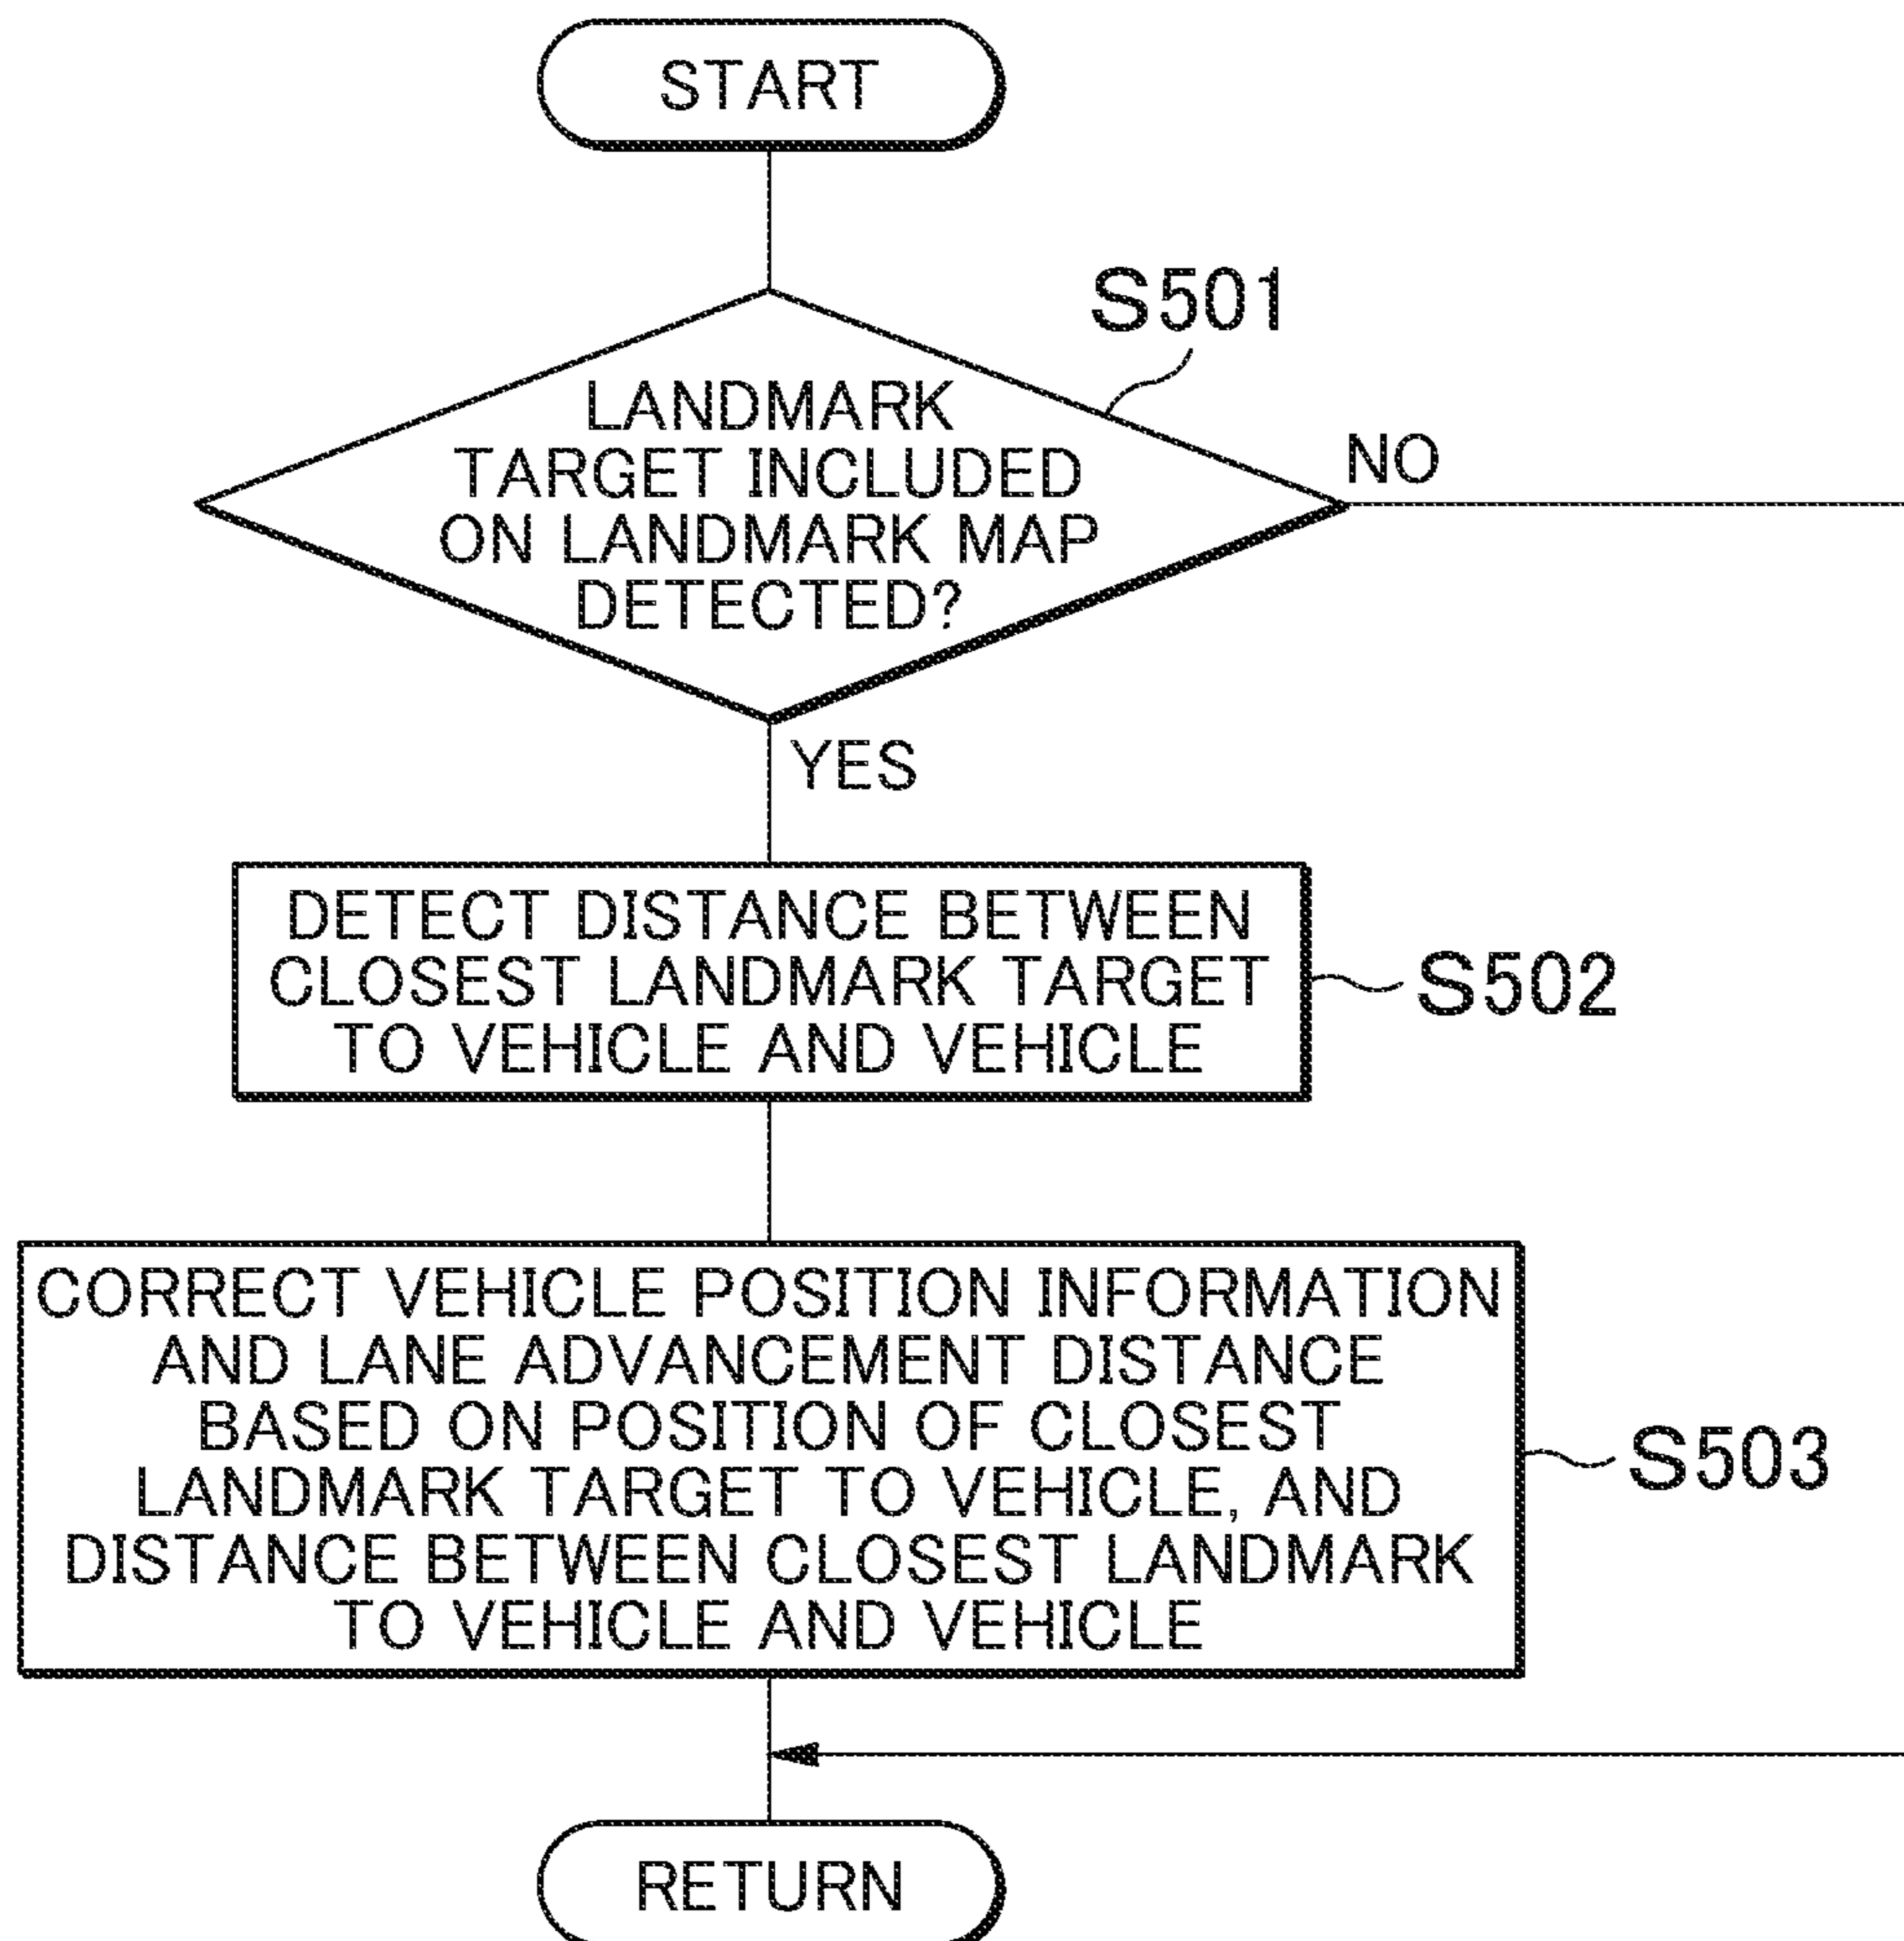 START
S501
LANDMARK
TARGET INCLUDED
ON LANDMARK MAP
DETECTED?
NO
YES
DETECT DISTANCE BETWEEN
CLOSEST LANDMARK TARGET
TO VEHICLE AND VEHICLE
S502
CORRECT VEHICLE POSITION INFORMATION
AND LANE ADVANCEMENT DISTANCE
BASED ON POSITION OF CLOSEST
LANDMARK TARGET TO VEHICLE, AND
DISTANCE BETWEEN CLOSEST LANDMARK
TO VEHICLE AND VEHICLE
S503
RETURN